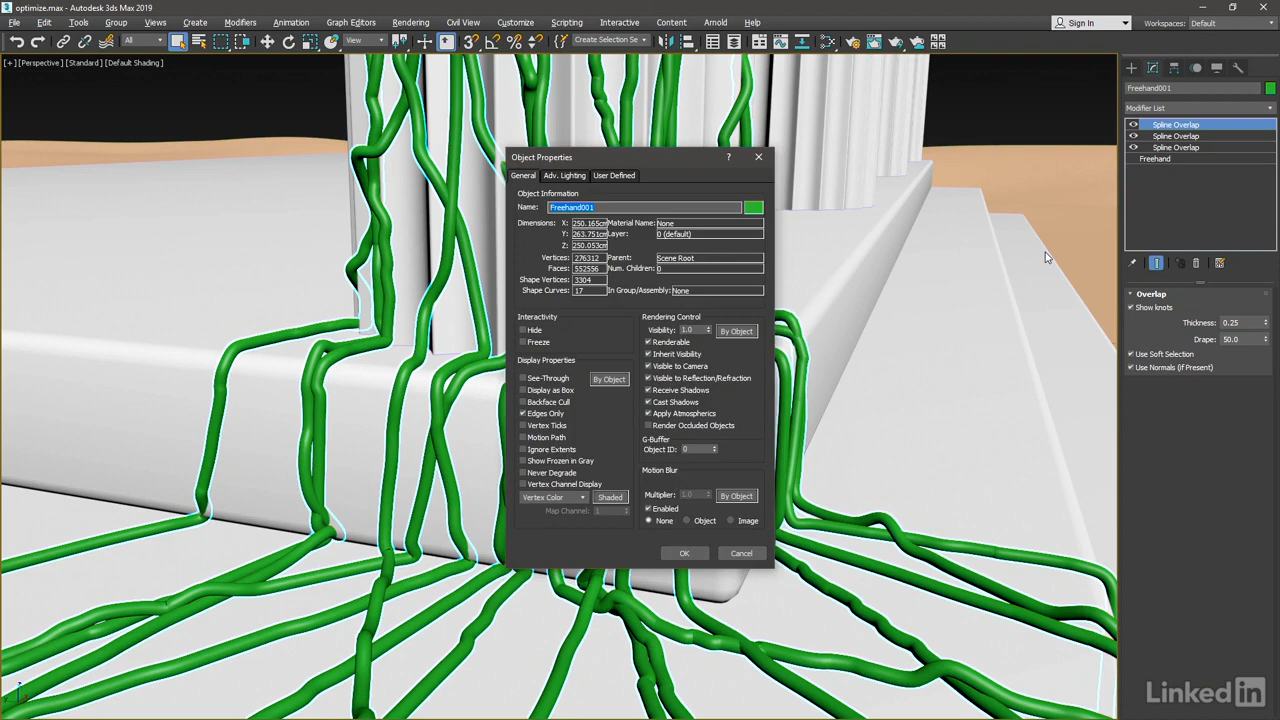 optimize.max - Autodesk 3ds Max 2019
File Edit Tools Group Views Create Modifiers Animation Graph Editors Rendering Civil View Customize Scripting Interactive Content Arnold Help
Sign In Workspaces: Default
All View Create Selection Se
[+] [Perspective] [Standard] [Default Shading]
Freehand001
Modifier List
Spline Overlap
Spline Overlap
Spline Overlap
Freehand
Overlap
Show knots
Thickness: 0.25
Drape: 50.0
Use Soft Selection
Use Normals (if Present)
Object Properties
General Adv. Lighting User Defined
Object Information
Name: Freehand001
Dimensions: X: 250.165cm Material Name: None
Y: 263.751cm Layer: 0 (default)
Z: 250.053cm
Vertices: 276312 Parent: Scene Root
Faces: 552556 Num. Children: 0
Shape Vertices: 3304
Shape Curves: 17 In Group/Assembly: None
Interactivity
Hide
Freeze
Display Properties
See-Through By Object
Display as Box
Backface Cull
Edges Only
Vertex Ticks
Motion Path
Ignore Extents
Show Frozen in Gray
Never Degrade
Vertex Channel Display
Vertex Color Shaded
Map Channel: 1
Rendering Control
Visibility: 1.0 By Object
Renderable
Inherit Visibility
Visible to Camera
Visible to Reflection/Refraction
Receive Shadows
Cast Shadows
Apply Atmospherics
Render Occluded Objects
G-Buffer
Object ID: 0
Motion Blur
Multiplier: 1.0 By Object
Enabled
None Object Image
OK Cancel
Linked in